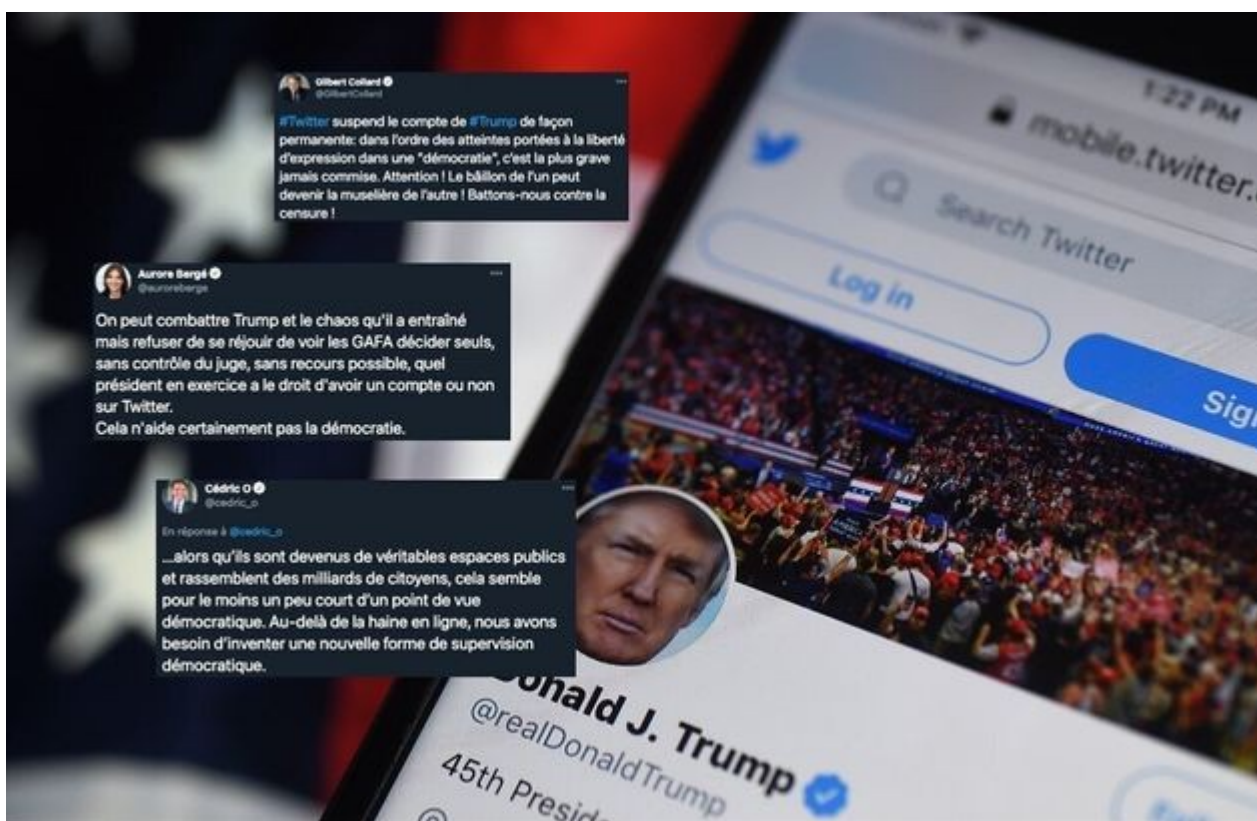 Gilbert Collard
@GilbertCollard
#Twitter suspend le compte de #Trump de façon
permanente: dans l'ordre des atteintes portées à la liberté
d'expression dans une "démocratie", c'est la plus grave
jamais commise. Attention ! Le bâillon de l'un peut
devenir la muselière de l'autre ! Battons-nous contre la
censure !
Aurore Bergé
@auroreberge
On peut combattre Trump et le chaos qu'il a entraîné
mais refuser de se réjouir de voir les GAFA décider seuls,
sans contrôle du juge, sans recours possible, quel
président en exercice a le droit d'avoir un compte ou non
sur Twitter.
Cela n'aide certainement pas la démocratie.
Cédric O
@cedric_o
En réponse à @cedric_o
...alors qu'ils sont devenus de véritables espaces publics
et rassemblent des milliards de citoyens, cela semble
pour le moins un peu court d'un point de vue
démocratique. Au-delà de la haine en ligne, nous avons
besoin d'inventer une nouvelle forme de supervision
démocratique.
1:22 PM
mobile.twitter.
Search Twitter
Log in
Sig
Donald J. Trump
@realDonaldTrump
45th Preside